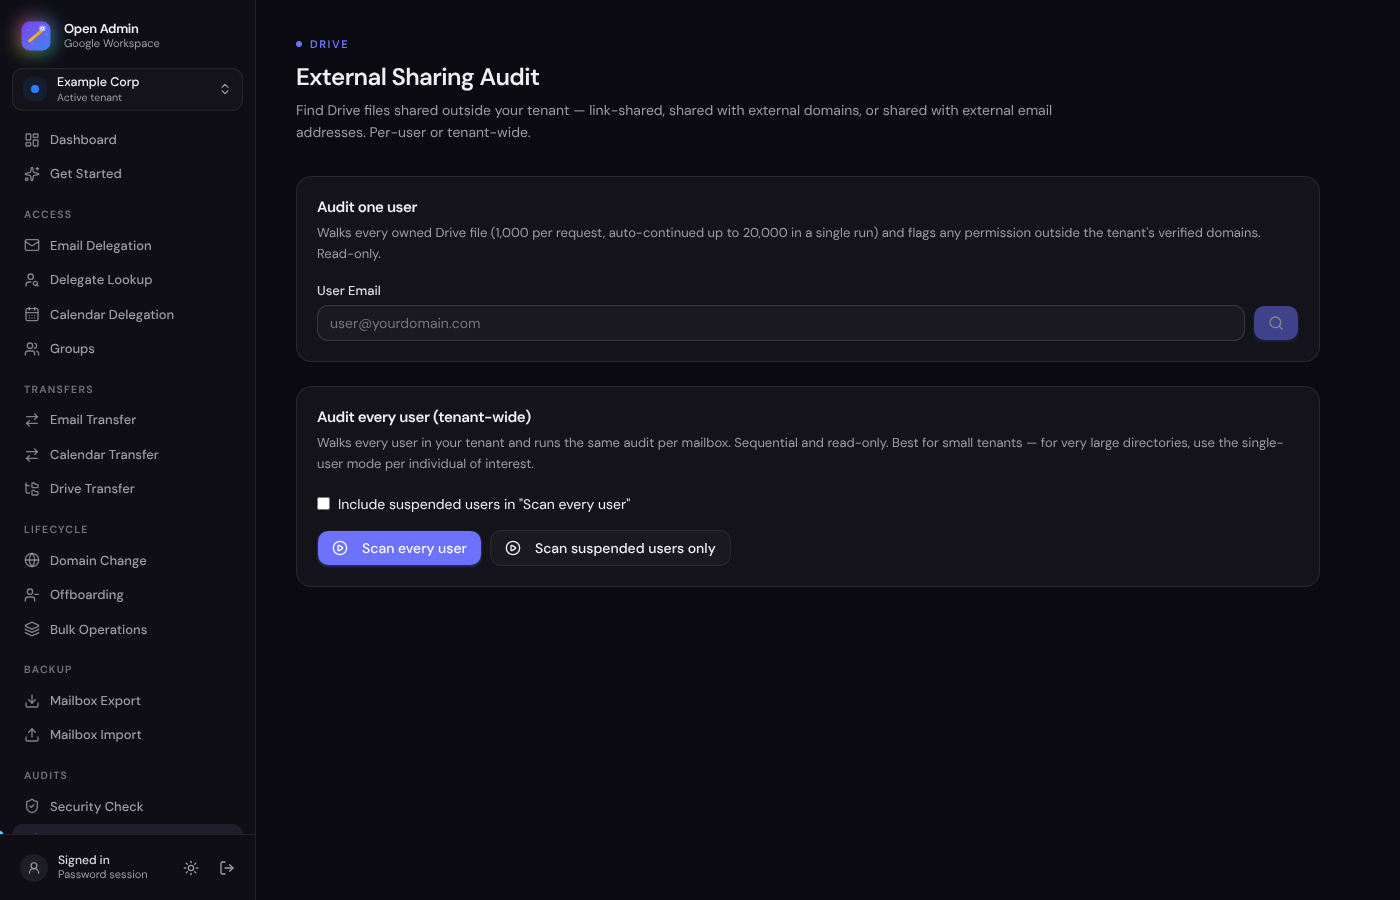 Open Admin
Google Workspace
Example Corp
Active tenant
Dashboard
Get Started
ACCESS
Email Delegation
Delegate Lookup
Calendar Delegation
Groups
TRANSFERS
Email Transfer
Calendar Transfer
Drive Transfer
LIFECYCLE
Domain Change
Offboarding
Bulk Operations
BACKUP
Mailbox Export
Mailbox Import
AUDITS
Security Check
Signed in
Password session
DRIVE
External Sharing Audit
Find Drive files shared outside your tenant — link-shared, shared with external domains, or shared with external email
addresses. Per-user or tenant-wide.
Audit one user
Walks every owned Drive file (1,000 per request, auto-continued up to 20,000 in a single run) and flags any permission outside the tenant's verified domains.
Read-only.
User Email
user@yourdomain.com
Audit every user (tenant-wide)
Walks every user in your tenant and runs the same audit per mailbox. Sequential and read-only. Best for small tenants — for very large directories, use the single-
user mode per individual of interest.
Include suspended users in "Scan every user"
Scan every user
Scan suspended users only